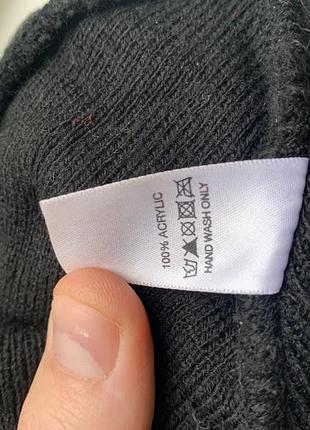 100% ACRYLIC
HAND WASH ONLY